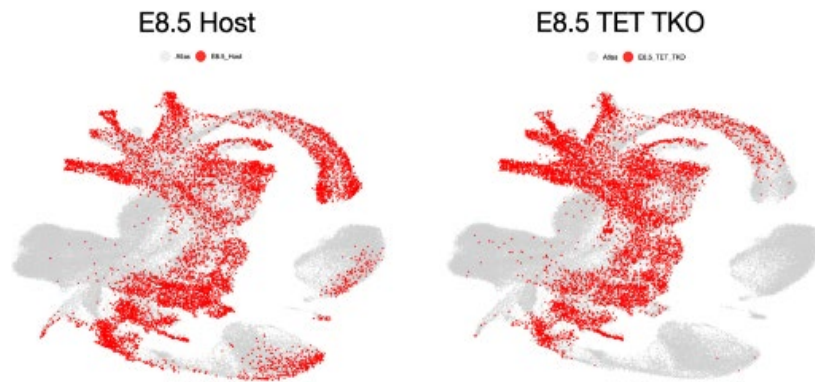 E8.5 Host
E8.5 TET TKO
Atlas E8.5_Host
Atlas E8.5_TET_TKO